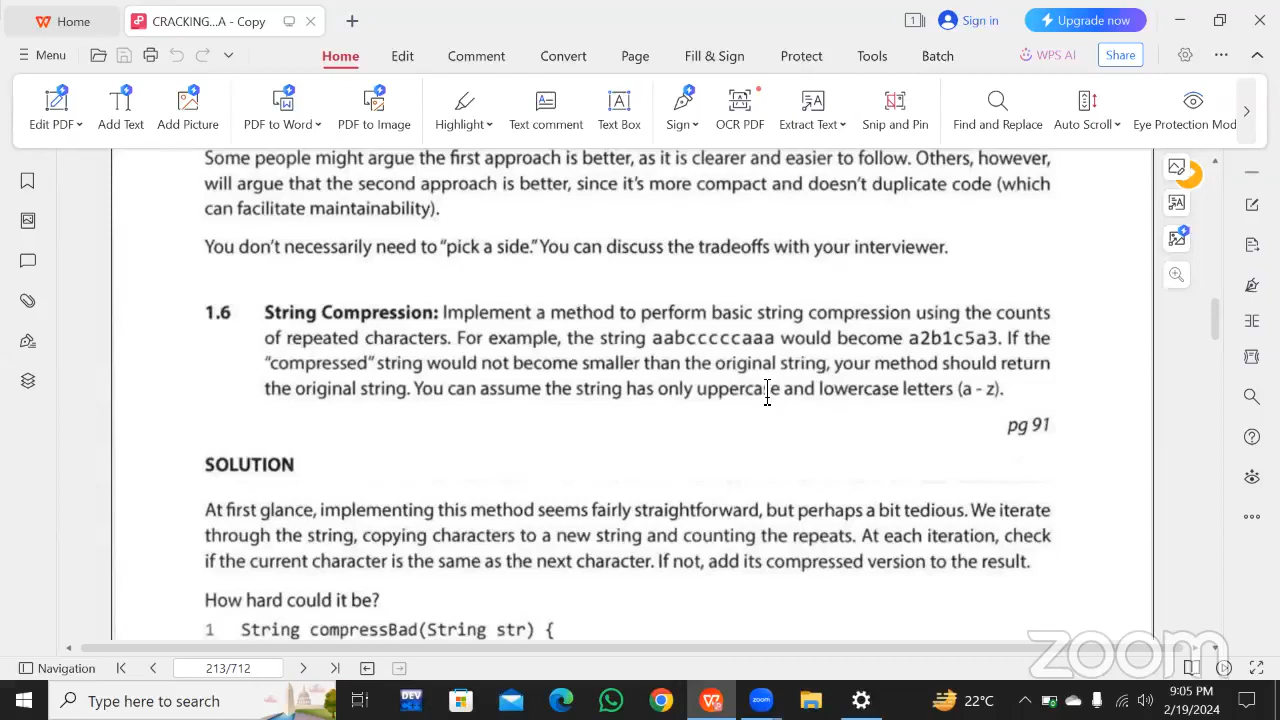 Home
CRACKING...A - Copy
Sign in
Upgrade now
Menu
Home
Edit
Comment
Convert
Page
Fill & Sign
Protect
Tools
Batch
WPS AI
Share
Edit PDF
Add Text
Add Picture
PDF to Word
PDF to Image
Highlight
Text comment
Text Box
Sign
OCR PDF
Extract Text
Snip and Pin
Find and Replace
Auto Scroll
Eye Protection Mod
Some people might argue the first approach is better, as it is clearer and easier to follow. Others, however,
will argue that the second approach is better, since it's more compact and doesn't duplicate code (which
can facilitate maintainability).
You don't necessarily need to "pick a side." You can discuss the tradeoffs with your interviewer.
1.6 String Compression: Implement a method to perform basic string compression using the counts
of repeated characters. For example, the string aabcccccaaa would become a2b1c5a3. If the
"compressed" string would not become smaller than the original string, your method should return
the original string. You can assume the string has only uppercase and lowercase letters (a - z).
pg 91
SOLUTION
At first glance, implementing this method seems fairly straightforward, but perhaps a bit tedious. We iterate
through the string, copying characters to a new string and counting the repeats. At each iteration, check
if the current character is the same as the next character. If not, add its compressed version to the result.
How hard could it be?
1 String compressBad(String str) {
zoom
Navigation
213/712
Type here to search
DEV
zoom
22°C
9:05 PM
2/19/2024